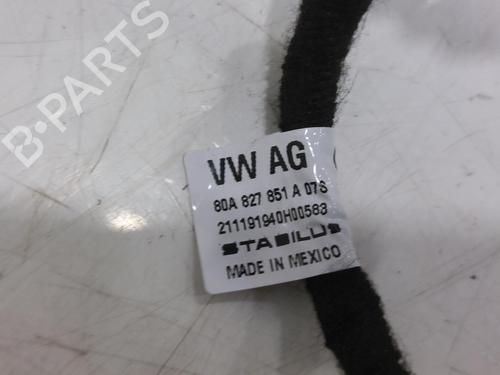 B-PARTS
VW AG
80A 827 851 A 07S
211191940H00583
STABILUS
MADE IN MEXICO